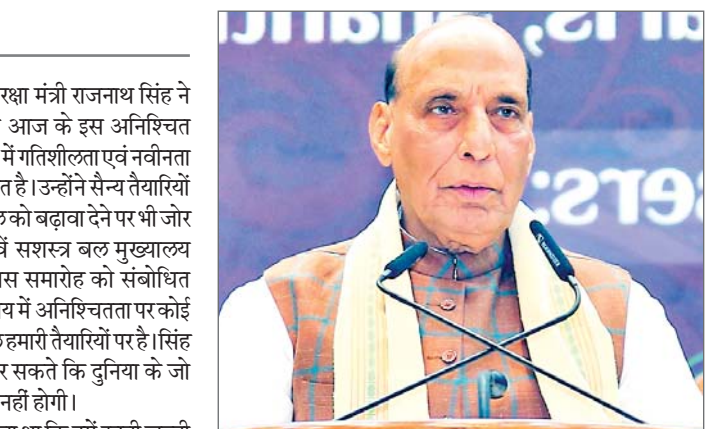 रक्षा मंत्री राजनाथ सिंह ने
आज के इस अनिश्चित
में गतिशीलता एवं नवीनता
त है। उन्होंने सैन्य तैयारियों
को बढ़ावा देने पर भी जोर
वें सशस्त्र बल मुख्यालय
स समारोह को संबोधित
य में अनिश्चितता पर कोई
हमारी तैयारियों पर है। सिंह
र सकते कि दुनिया के जो
नहीं होगी।